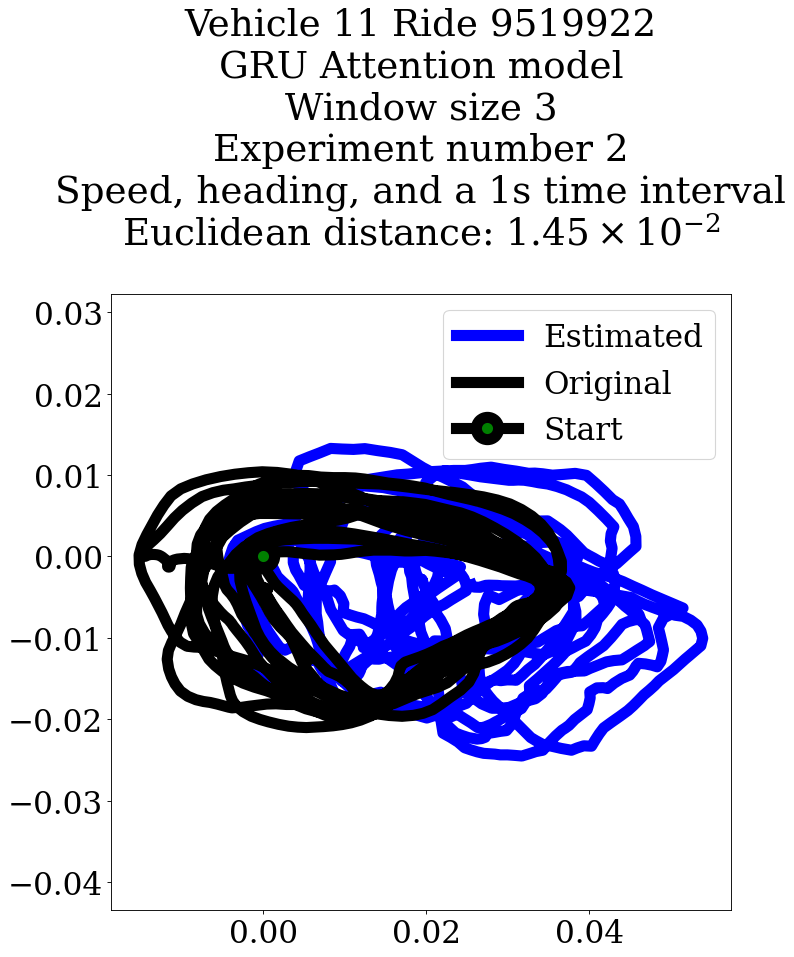 Vehicle 11 Ride 9519922
GRU Attention model
Window size 3
Experiment number 2
Speed, heading, and a 1s time interval
Euclidean distance: 1.45 × 10⁻²
Estimated
Original
Start
0.03
0.02
0.01
0.00
−0.01
−0.02
−0.03
−0.04
0.00 0.02 0.04